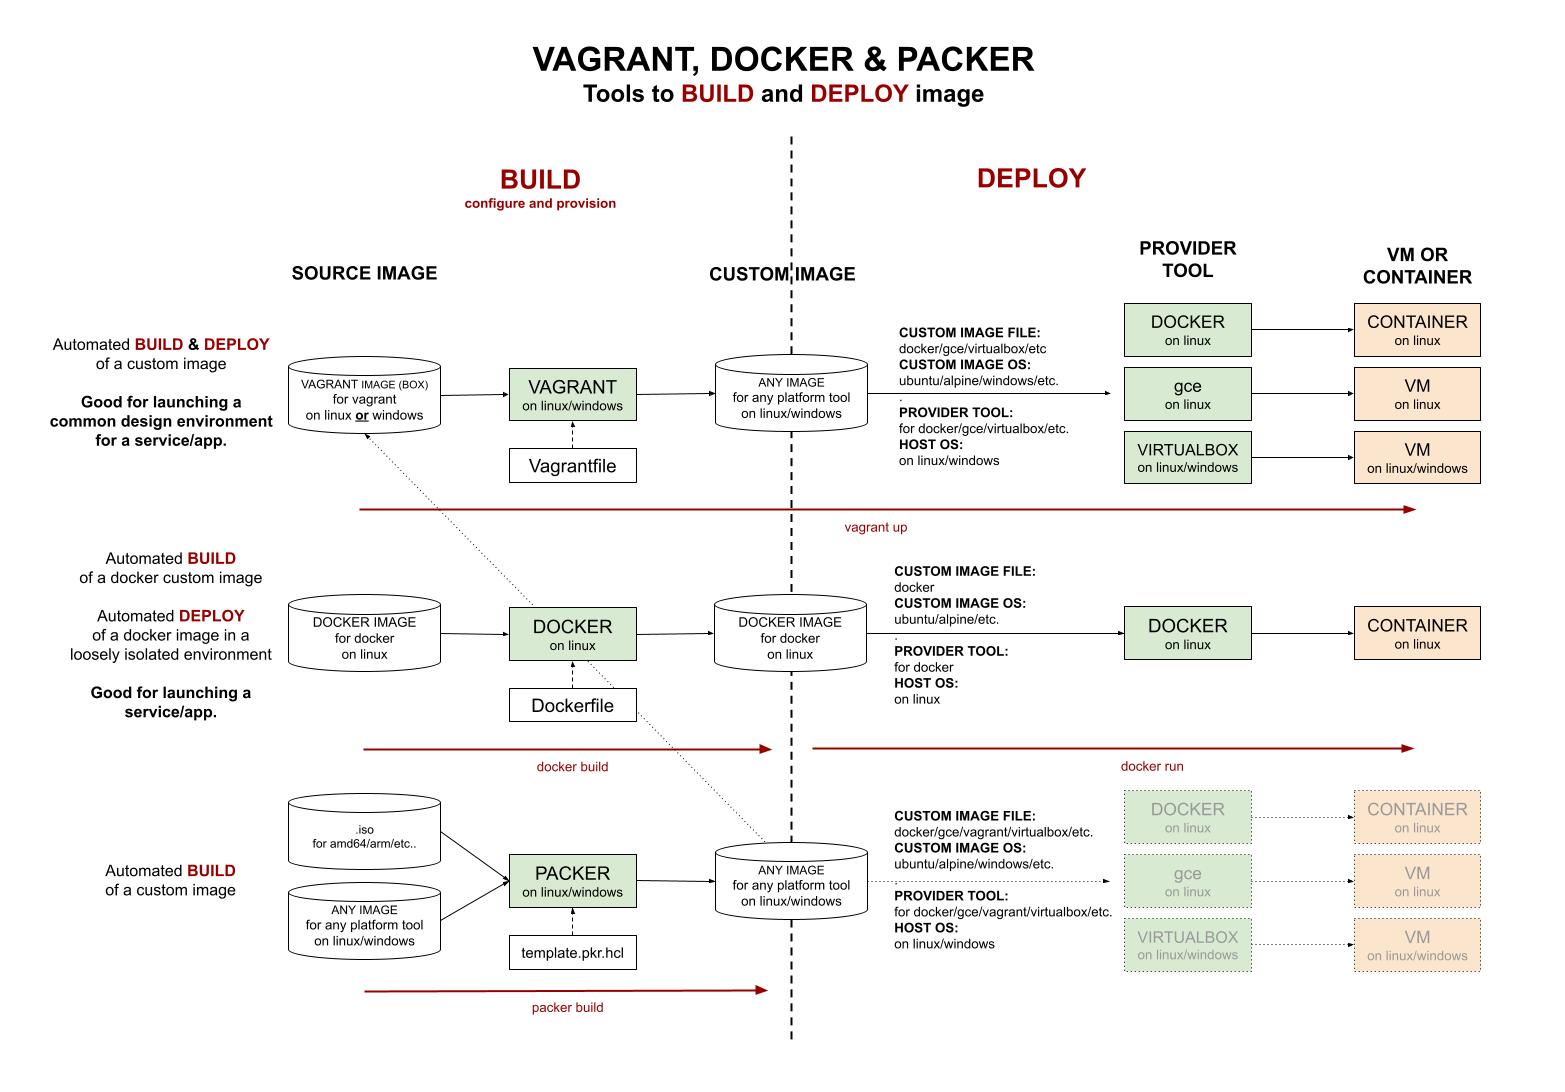 VAGRANT, DOCKER & PACKER
Tools to BUILD and DEPLOY image
BUILD
configure and provision
DEPLOY
SOURCE IMAGE
CUSTOM IMAGE
PROVIDER
TOOL
VM OR
CONTAINER
Automated BUILD & DEPLOY
of a custom image
Good for launching a
common design environment
for a service/app.
VAGRANT IMAGE (BOX)
for vagrant
on linux or windows
VAGRANT
on linux/windows
Vagrantfile
ANY IMAGE
for any platform tool
on linux/windows
CUSTOM IMAGE FILE:
docker/gce/virtualbox/etc
CUSTOM IMAGE OS:
ubuntu/alpine/windows/etc.
.
PROVIDER TOOL:
for docker/gce/virtualbox/etc.
HOST OS:
on linux/windows
DOCKER
on linux
CONTAINER
on linux
gce
on linux
VM
on linux
VIRTUALBOX
on linux/windows
VM
on linux/windows
vagrant up
Automated BUILD
of a docker custom image
Automated DEPLOY
of a docker image in a
loosely isolated environment
Good for launching a
service/app.
DOCKER IMAGE
for docker
on linux
DOCKER
on linux
Dockerfile
DOCKER IMAGE
for docker
on linux
CUSTOM IMAGE FILE:
docker
CUSTOM IMAGE OS:
ubuntu/alpine/etc.
.
PROVIDER TOOL:
for docker
HOST OS:
on linux
DOCKER
on linux
CONTAINER
on linux
docker build
docker run
Automated BUILD
of a custom image
.iso
for amd64/arm/etc..
ANY IMAGE
for any platform tool
on linux/windows
PACKER
on linux/windows
template.pkr.hcl
ANY IMAGE
for any platform tool
on linux/windows
CUSTOM IMAGE FILE:
docker/gce/vagrant/virtualbox/etc.
CUSTOM IMAGE OS:
ubuntu/alpine/windows/etc.
.
PROVIDER TOOL:
for docker/gce/vagrant/virtualbox/etc.
HOST OS:
on linux/windows
DOCKER
on linux
CONTAINER
on linux
gce
on linux
VM
on linux
VIRTUALBOX
on linux/windows
VM
on linux/windows
packer build